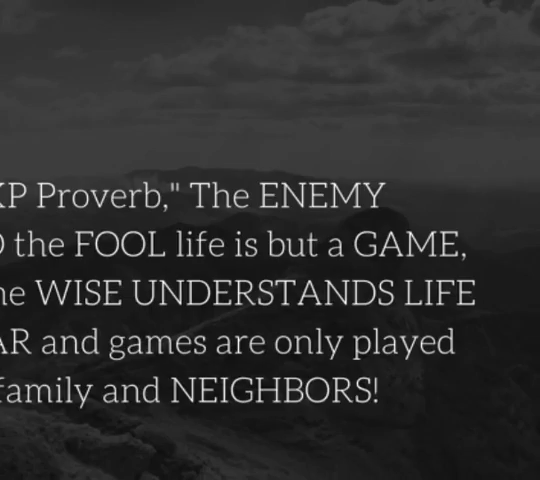 KP Proverb," The ENEMY
the FOOL life is but a GAME,
WISE UNDERSTANDS LIFE
and games are only played
family and NEIGHBORS!